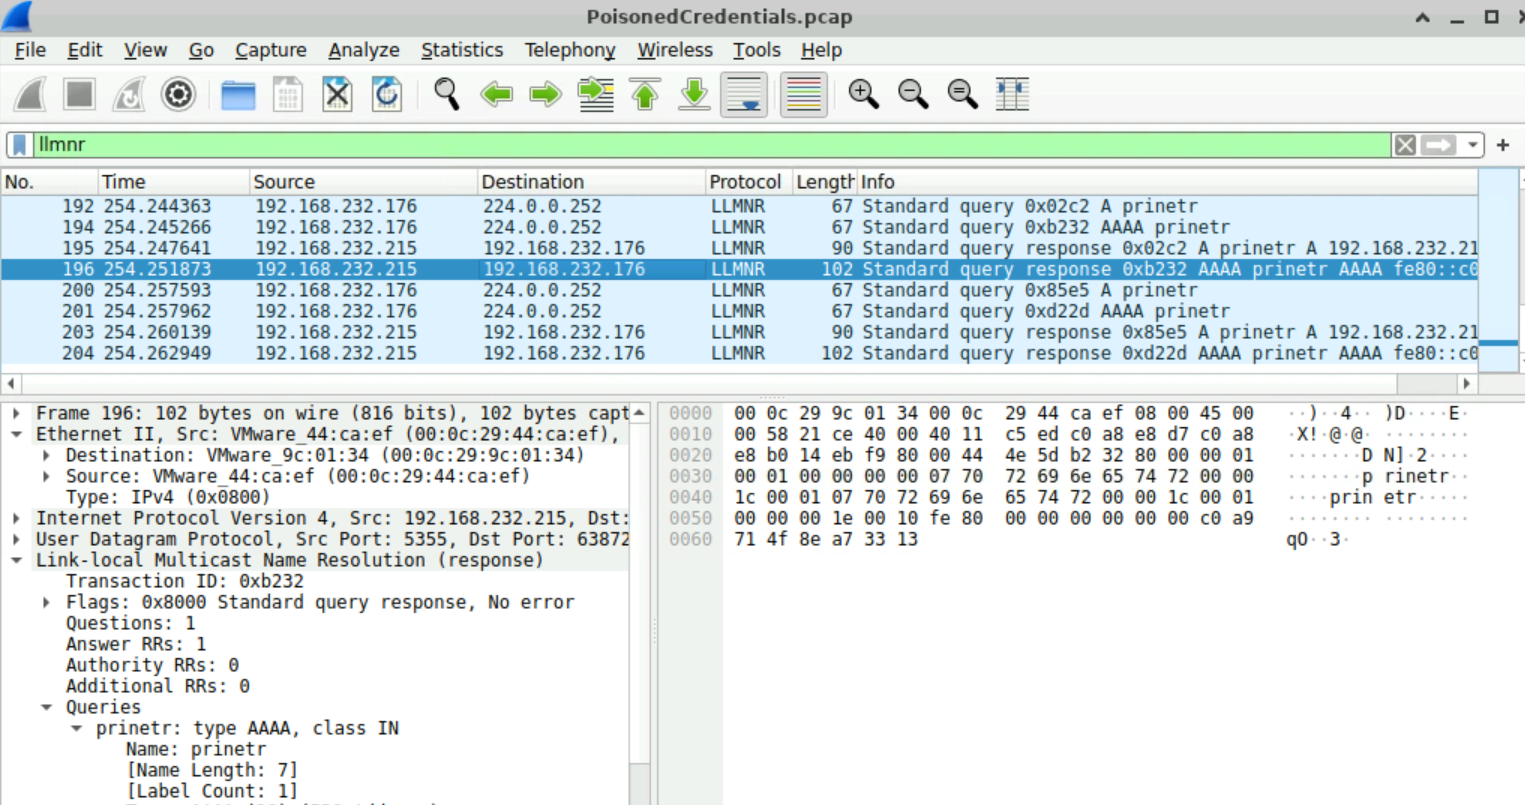 PoisonedCredentials.pcap
File Edit View Go Capture Analyze Statistics Telephony Wireless Tools Help
llmnr
No. Time Source Destination Protocol Length Info
192 254.244363 192.168.232.176 224.0.0.252 LLMNR 67 Standard query 0x02c2 A prinetr
194 254.245266 192.168.232.176 224.0.0.252 LLMNR 67 Standard query 0xb232 AAAA prinetr
195 254.247641 192.168.232.215 192.168.232.176 LLMNR 90 Standard query response 0x02c2 A prinetr A 192.168.232.21
196 254.251873 192.168.232.215 192.168.232.176 LLMNR 102 Standard query response 0xb232 AAAA prinetr AAAA fe80::c0
200 254.257593 192.168.232.176 224.0.0.252 LLMNR 67 Standard query 0x85e5 A prinetr
201 254.257962 192.168.232.176 224.0.0.252 LLMNR 67 Standard query 0xd22d AAAA prinetr
203 254.260139 192.168.232.215 192.168.232.176 LLMNR 90 Standard query response 0x85e5 A prinetr A 192.168.232.21
204 254.262949 192.168.232.215 192.168.232.176 LLMNR 102 Standard query response 0xd22d AAAA prinetr AAAA fe80::c0
Frame 196: 102 bytes on wire (816 bits), 102 bytes capt
Ethernet II, Src: VMware_44:ca:ef (00:0c:29:44:ca:ef),
Destination: VMware_9c:01:34 (00:0c:29:9c:01:34)
Source: VMware_44:ca:ef (00:0c:29:44:ca:ef)
Type: IPv4 (0x0800)
Internet Protocol Version 4, Src: 192.168.232.215, Dst:
User Datagram Protocol, Src Port: 5355, Dst Port: 63872
Link-local Multicast Name Resolution (response)
Transaction ID: 0xb232
Flags: 0x8000 Standard query response, No error
Questions: 1
Answer RRs: 1
Authority RRs: 0
Additional RRs: 0
Queries
prinetr: type AAAA, class IN
Name: prinetr
[Name Length: 7]
[Label Count: 1]
0000 00 0c 29 9c 01 34 00 0c 29 44 ca ef 08 00 45 00 ··)··4·· )D····E·
0010 00 58 21 ce 40 00 40 11 c5 ed c0 a8 e8 d7 c0 a8 ·X!·@·@· ········
0020 e8 b0 14 eb f9 80 00 44 4e 5d b2 32 80 00 00 01 ·······D N]·2····
0030 00 01 00 00 00 00 07 70 72 69 6e 65 74 72 00 00 ·······p rinetr··
0040 1c 00 01 07 70 72 69 6e 65 74 72 00 00 1c 00 01 ····prin etr·····
0050 00 00 00 1e 00 10 fe 80 00 00 00 00 00 00 c0 a9 ········ ········
0060 71 4f 8e a7 33 13 qO··3·